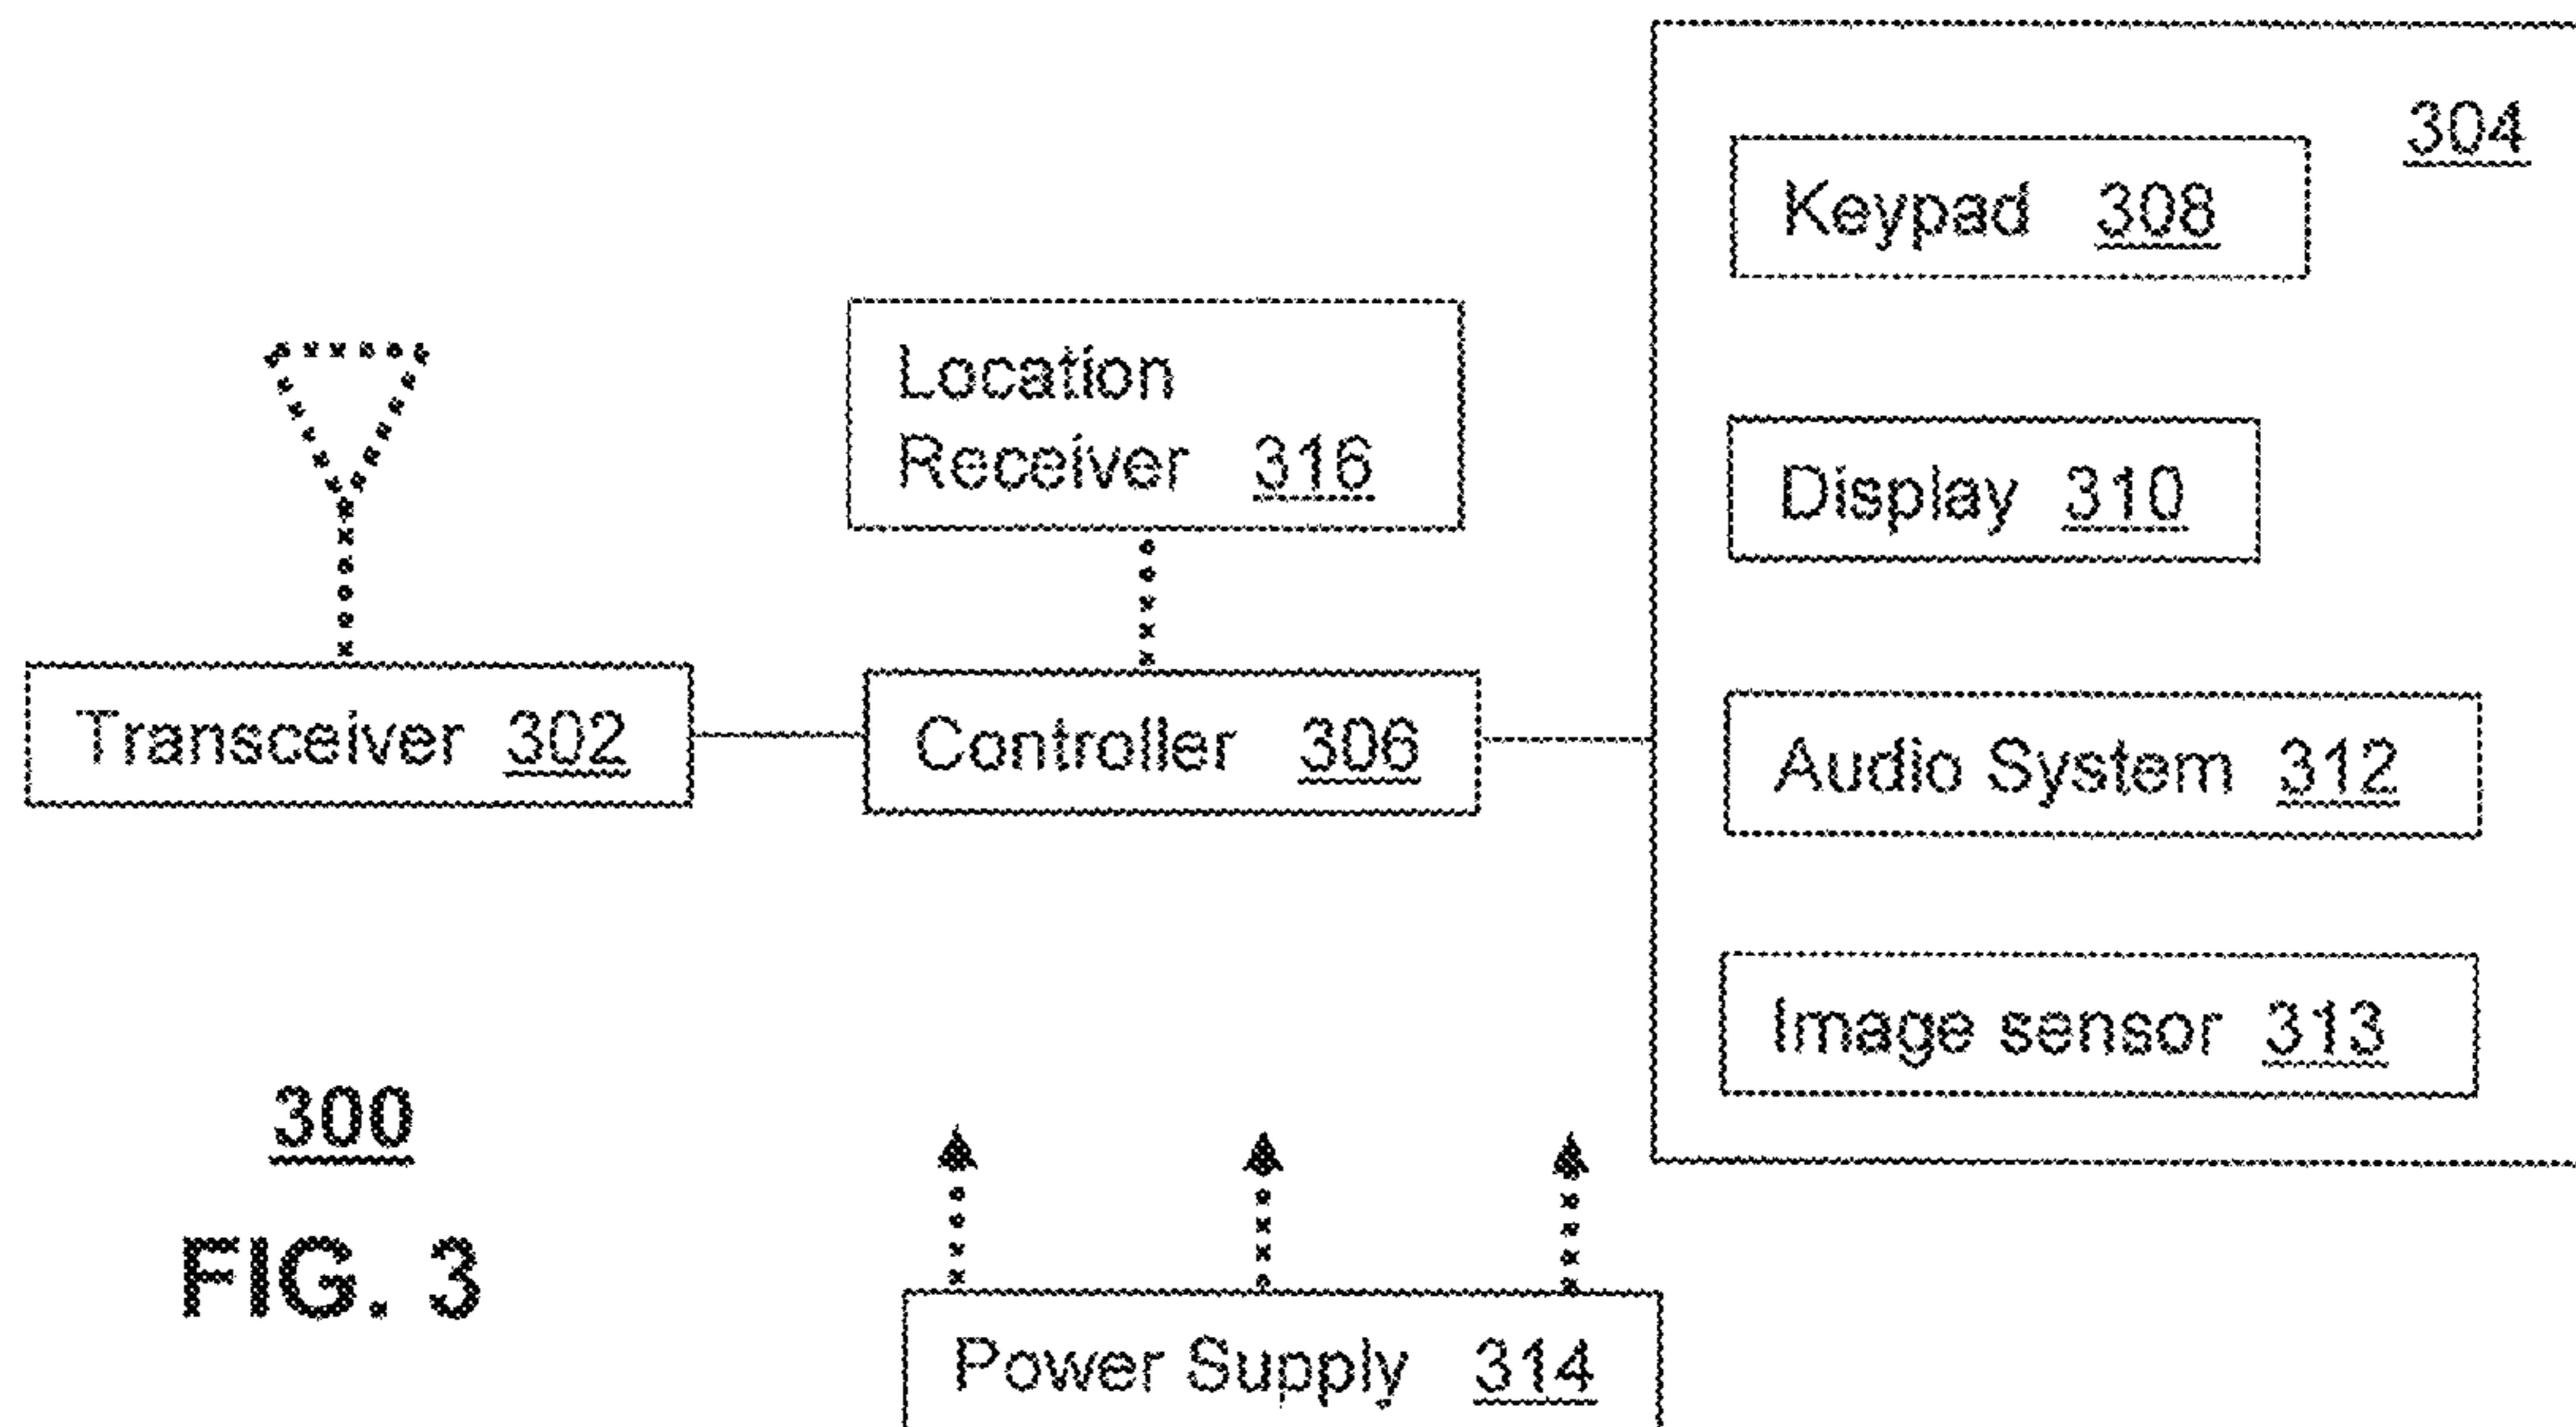 304
Keypad 308
Location
Receiver 316
Display 310
Transceiver 302
Controller 306
Audio System 312
Image sensor 313
300
FIG. 3
Power Supply 314